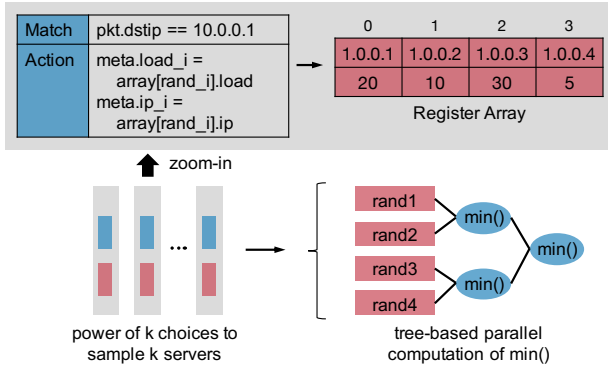 Match
pkt.dstip == 10.0.0.1
Action
meta.load_i =
array[rand_i].load
meta.ip_i =
array[rand_i].ip
0 1 2 3
1.0.0.1 1.0.0.2 1.0.0.3 1.0.0.4
20 10 30 5
Register Array
zoom-in
...
power of k choices to
sample k servers
rand1
rand2
rand3
rand4
min()
min()
min()
tree-based parallel
computation of min()